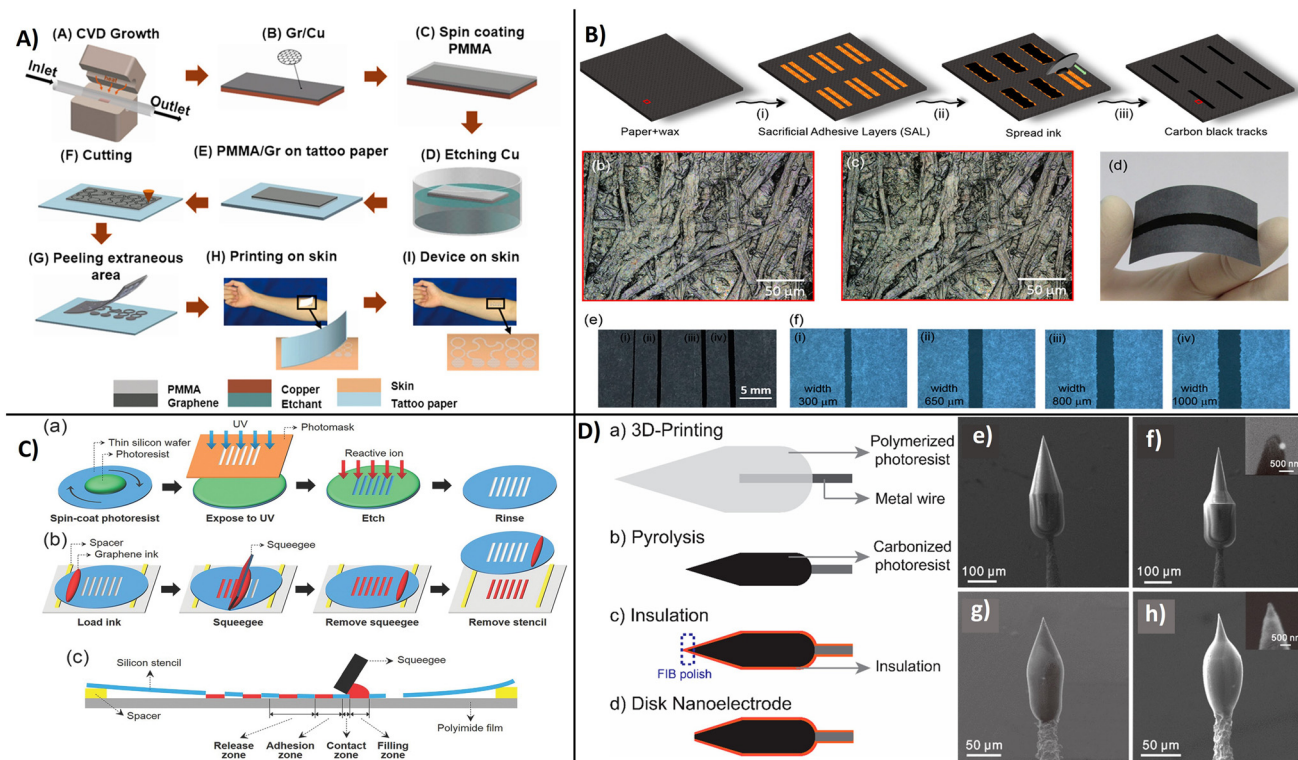 A)
(A) CVD Growth
Inlet
Outlet
(B) Gr/Cu
(C) Spin coating
PMMA
(F) Cutting
(E) PMMA/Gr on tattoo paper
(D) Etching Cu
(G) Peeling extraneous
area
(H) Printing on skin
(I) Device on skin
PMMA
Graphene
Copper
Etchant
Skin
Tattoo paper
B)
Paper+wax
(i)
Sacrificial Adhesive Layers (SAL)
(ii)
Spread ink
(iii)
Carbon black tracks
(b)
50 µm
(c)
50 µm
(d)
(e)
(i)
(ii)
(iii)
(iv)
5 mm
(f)
(i)
width
300 µm
(ii)
width
650 µm
(iii)
width
800 µm
(iv)
width
1000 µm
C)
(a)
Thin silicon wafer
Photoresist
Spin-coat photoresist
UV
Photomask
Expose to UV
Reactive ion
Etch
Rinse
(b)
Spacer
Graphene ink
Load ink
Squeegee
Squeegee
Remove squeegee
Remove stencil
(c)
Silicon stencil
Squeegee
Spacer
Polyimide film
Release
zone
Adhesion
zone
Contact
zone
Filling
zone
D)
a) 3D-Printing
Polymerized
photoresist
Metal wire
b) Pyrolysis
Carbonized
photoresist
c) Insulation
FIB polish
Insulation
d) Disk Nanoelectrode
e)
100 µm
f)
500 nm
100 µm
g)
50 µm
h)
500 nm
50 µm